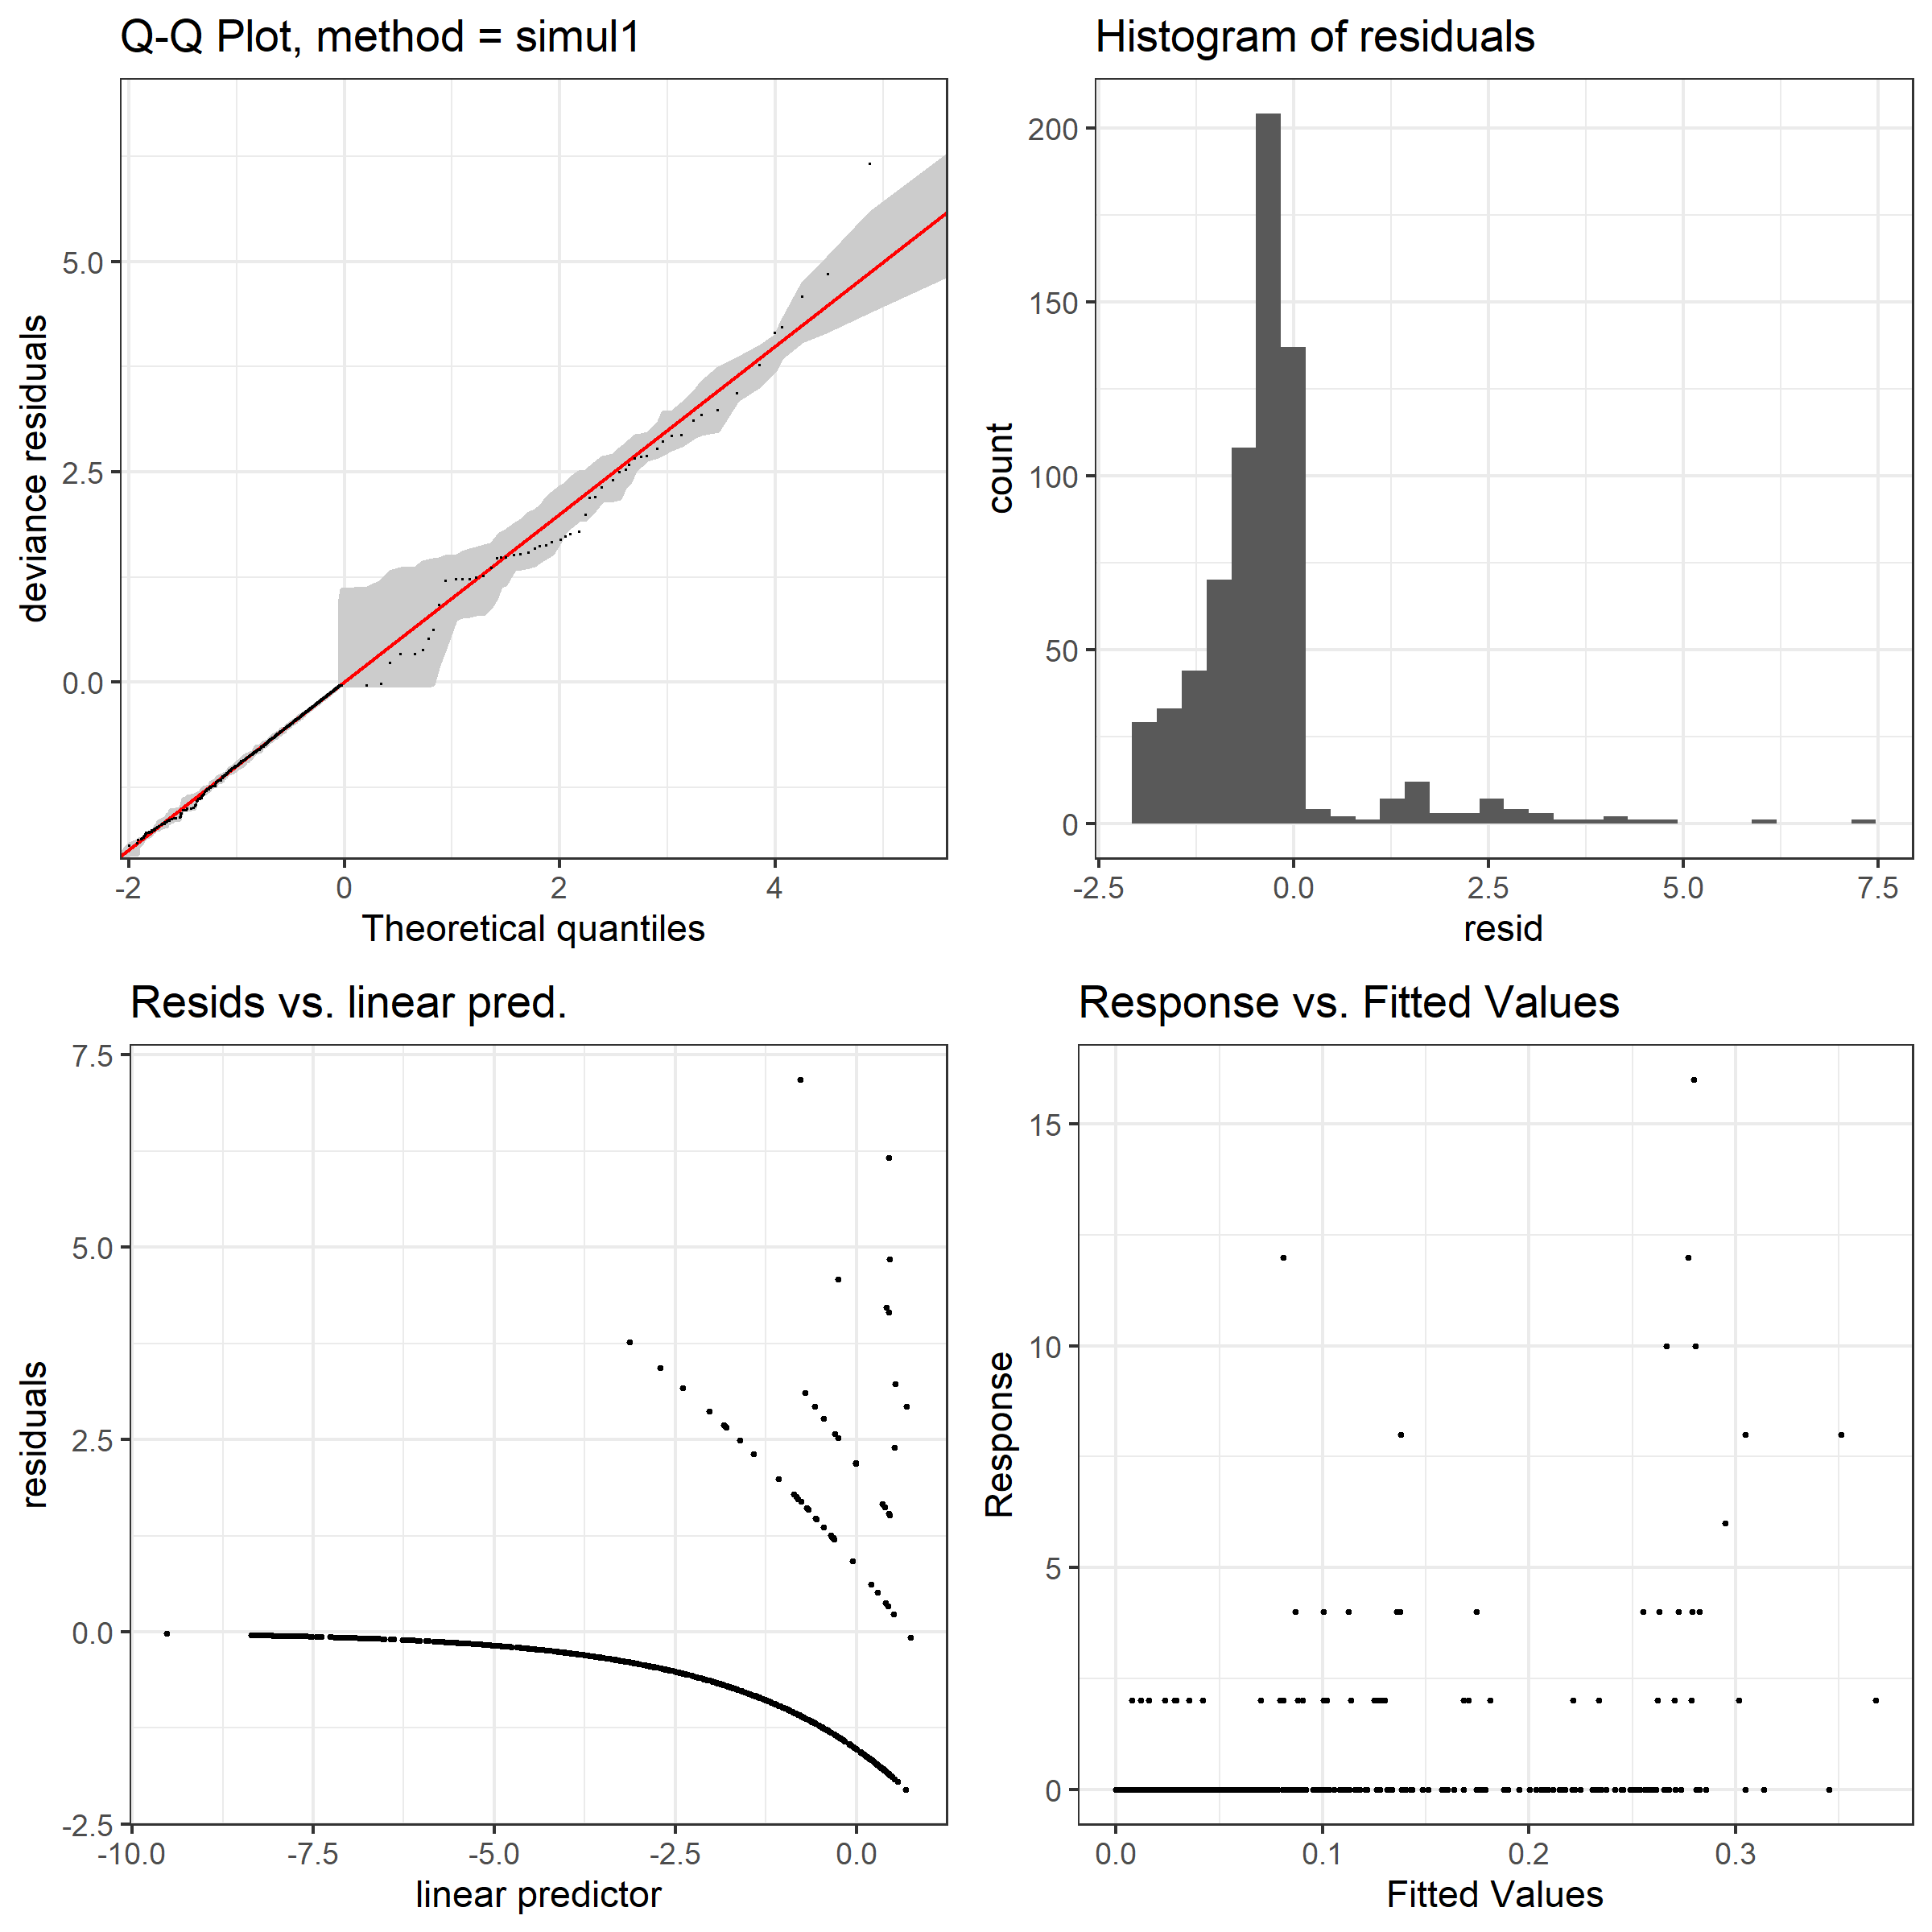 Q-Q Plot, method = simul1
5.0
2.5
0.0
-2
0
2
4
deviance residuals
Theoretical quantiles
Histogram of residuals
200
150
100
50
0
-2.5
0.0
2.5
5.0
7.5
count
resid
Resids vs. linear pred.
7.5
5.0
2.5
0.0
-2.5
-10.0
-7.5
-5.0
-2.5
0.0
residuals
linear predictor
Response vs. Fitted Values
15
10
5
0
0.0
0.1
0.2
0.3
Response
Fitted Values